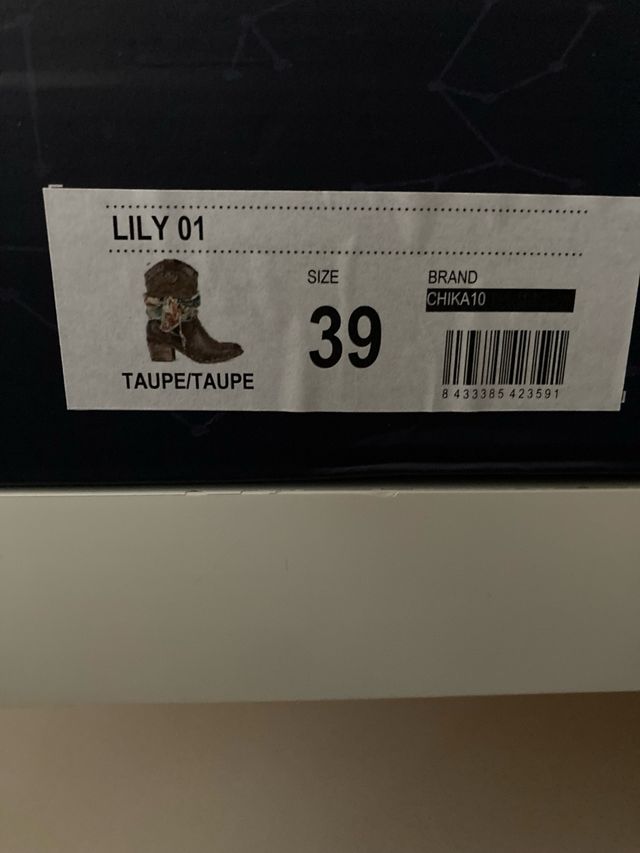 LILY 01
SIZE
BRAND
39
CHIKA10
TAUPE/TAUPE
8 433385 423591